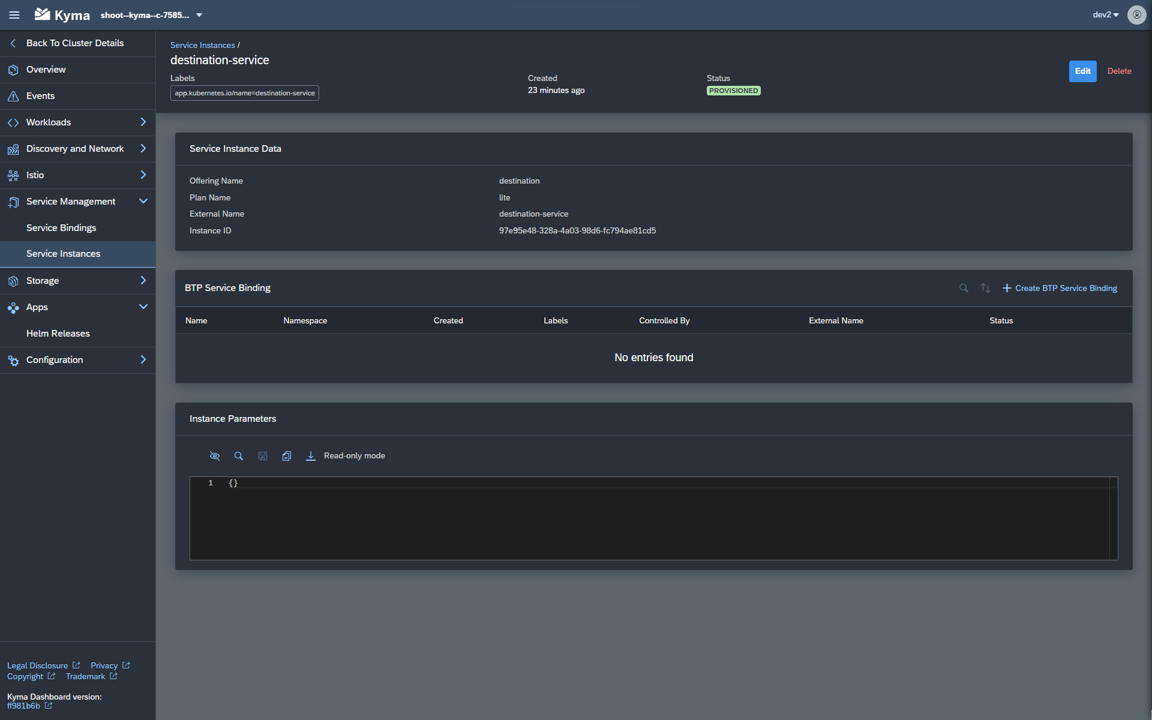 Kyma shoot--kyma--c-7585... dev2
Back To Cluster Details
Overview
Events
Workloads
Discovery and Network
Istio
Service Management
Service Bindings
Service Instances
Storage
Apps
Helm Releases
Configuration
Legal Disclosure Privacy
Copyright Trademark
Kyma Dashboard version:
ff981b6b
Service Instances /
destination-service
Edit Delete
Labels Created Status
app.kubernetes.io/name=destination-service 23 minutes ago PROVISIONED
Service Instance Data
Offering Name destination
Plan Name lite
External Name destination-service
Instance ID 97e95e48-328a-4a03-98d6-fc794ae81cd5
BTP Service Binding Create BTP Service Binding
Name Namespace Created Labels Controlled By External Name Status
No entries found
Instance Parameters
Read-only mode
1 {}